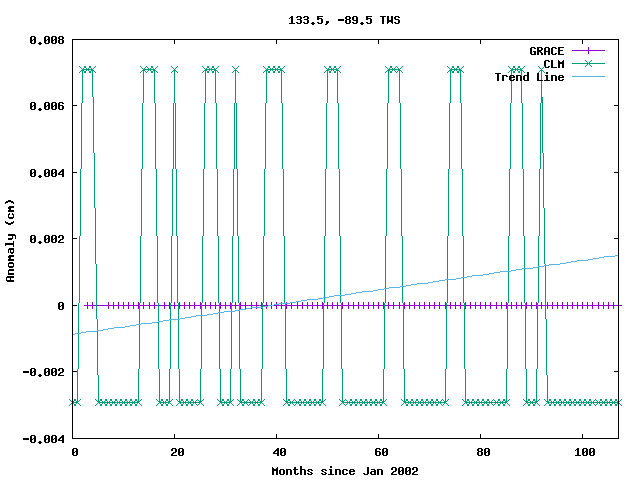 133.5, -89.5 TWS
GRACE
CLM
Trend Line
0.008
0.006
0.004
0.002
0
-0.002
-0.004
Anomaly (cm)
0 20 40 60 80 100
Months since Jan 2002